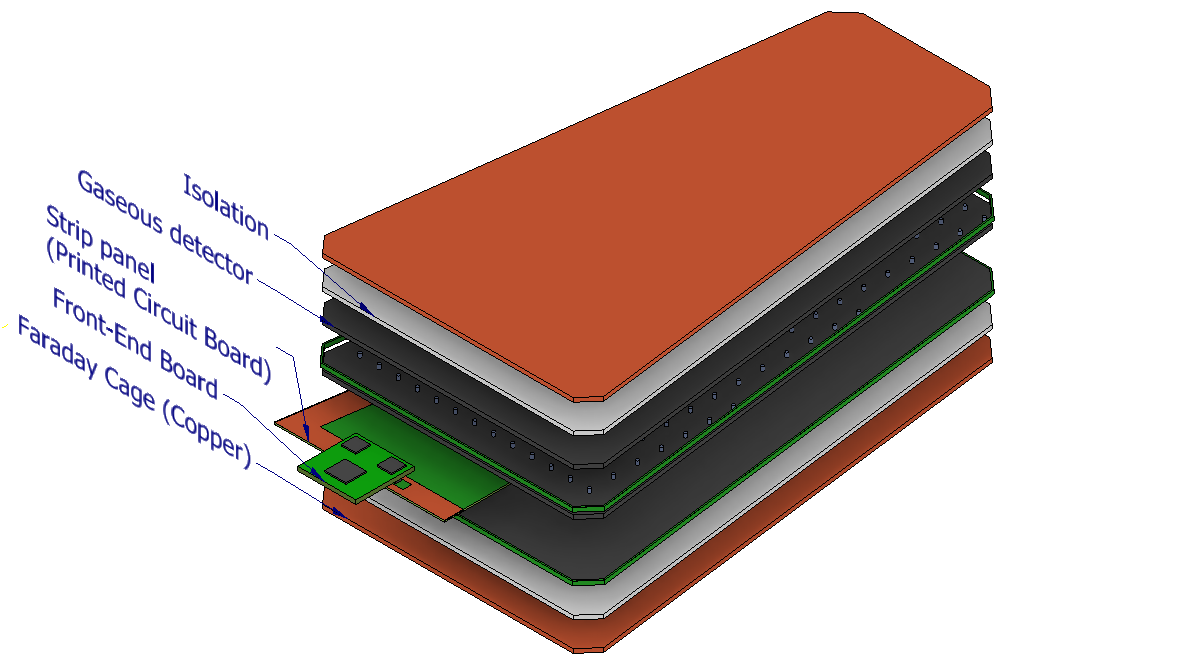 Isolation
Gaseous detector
Strip panel
(Printed Circuit Board)
Front-End Board
Faraday Cage (Copper)